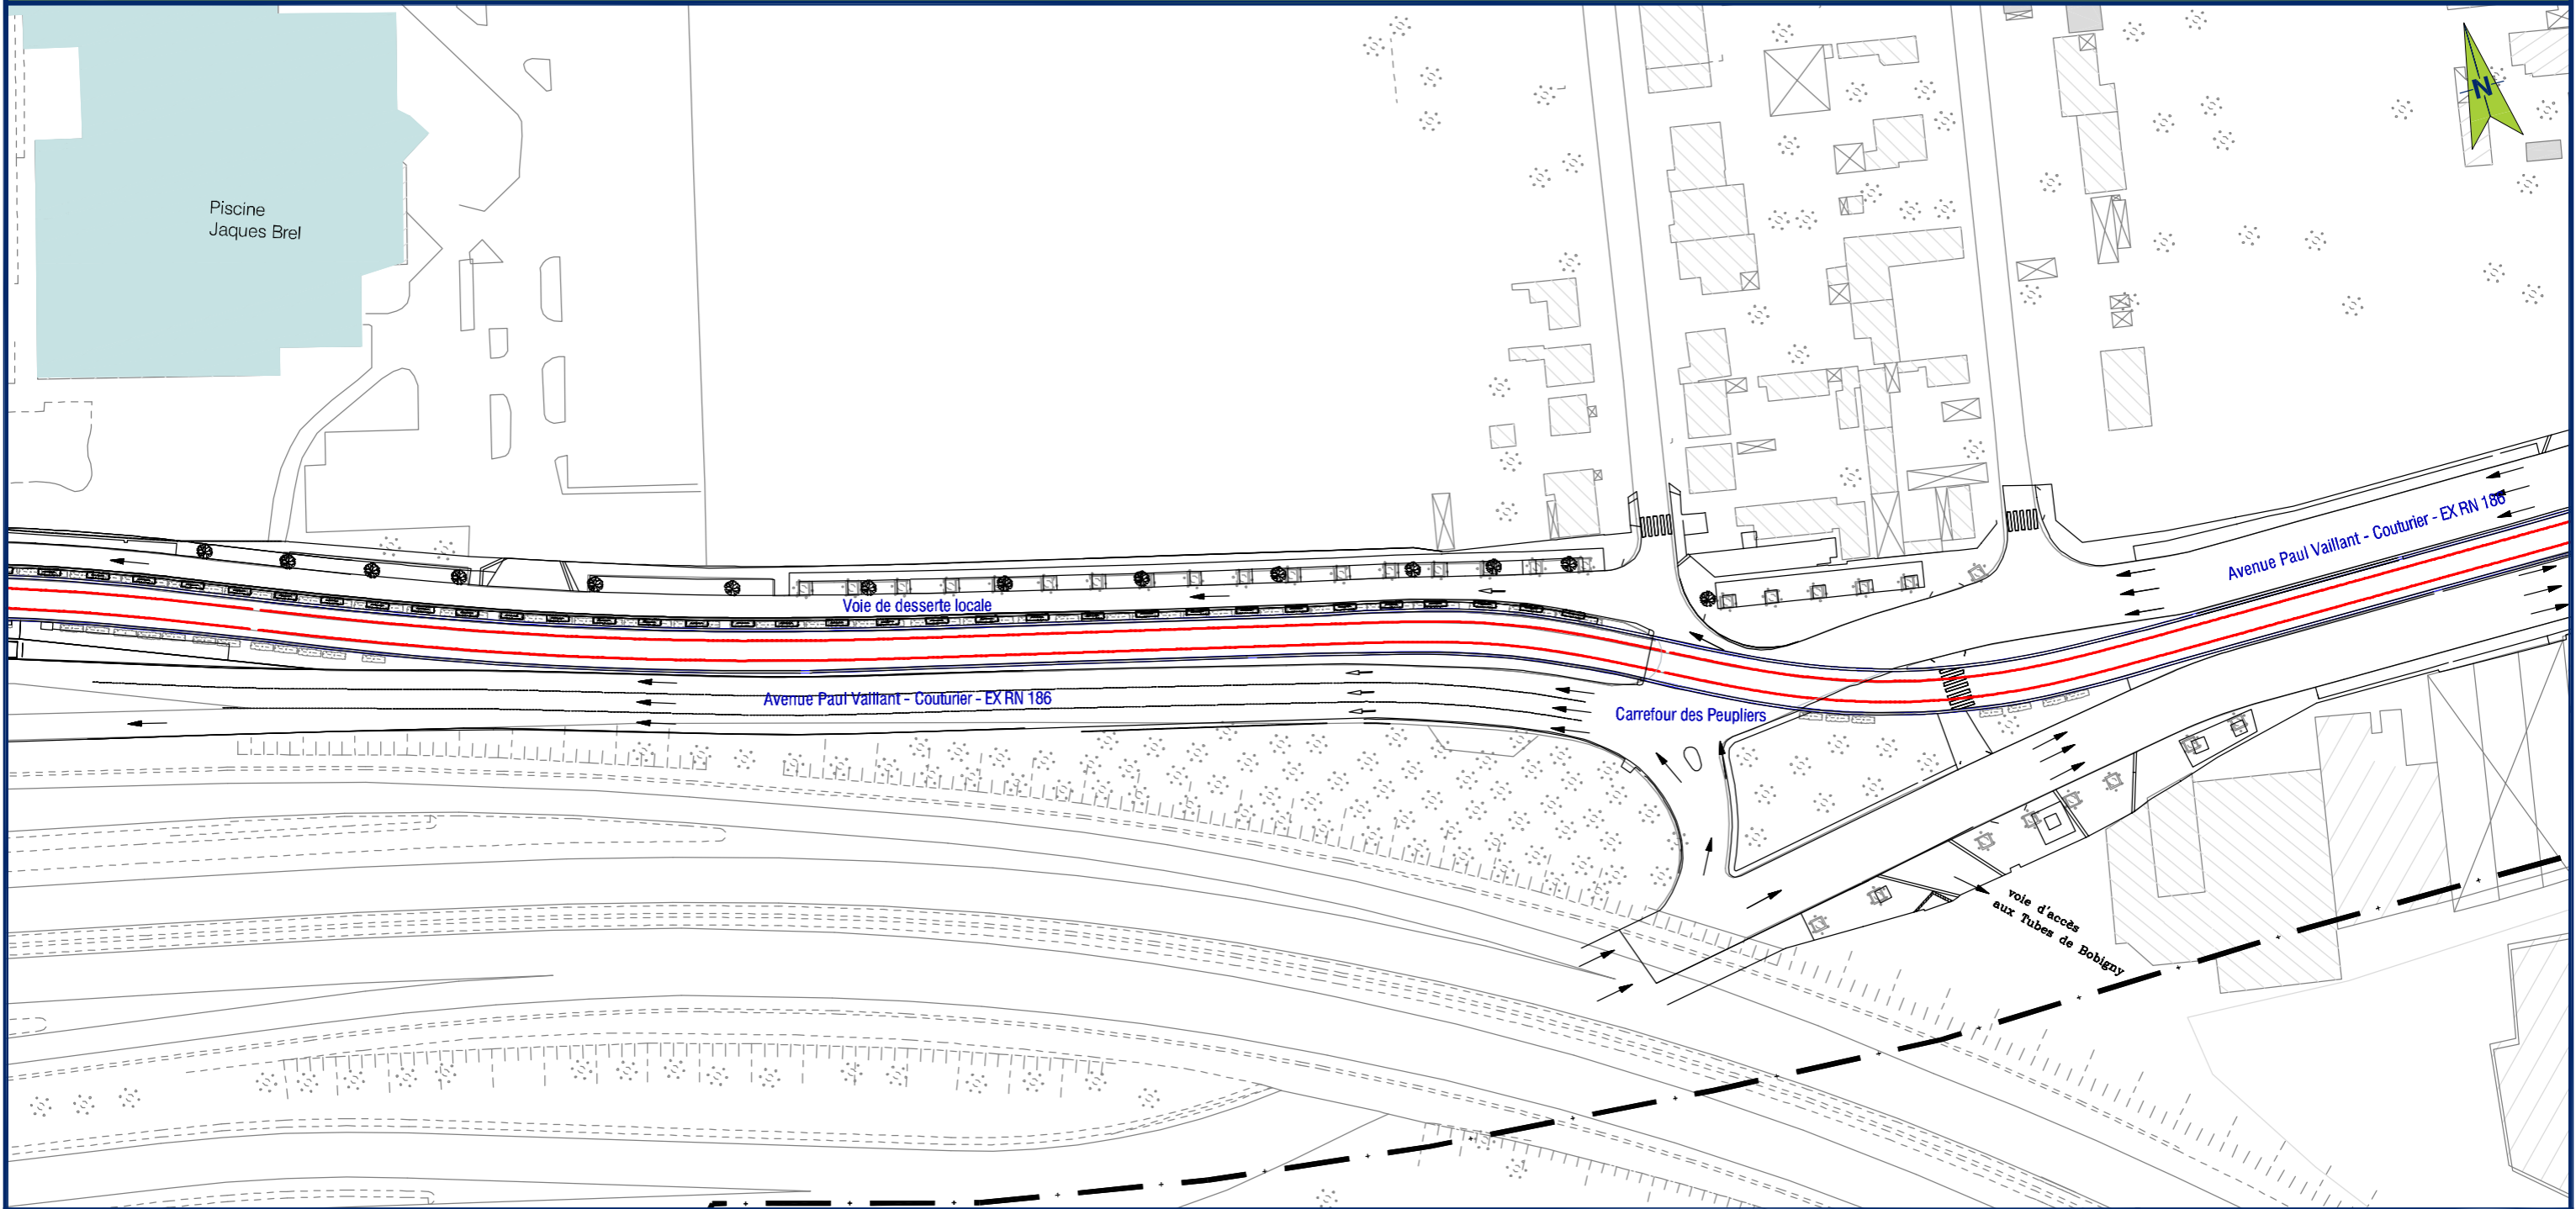 N
Piscine
Jaques Brel
Avenue Paul Vaillant - Couturier - EX RN 186
Voie de desserte locale
Avenue Paul Vaillant - Couturier - EX RN 186
Carrefour des Peupliers
voie d'accès
aux Tubes de Bobigny